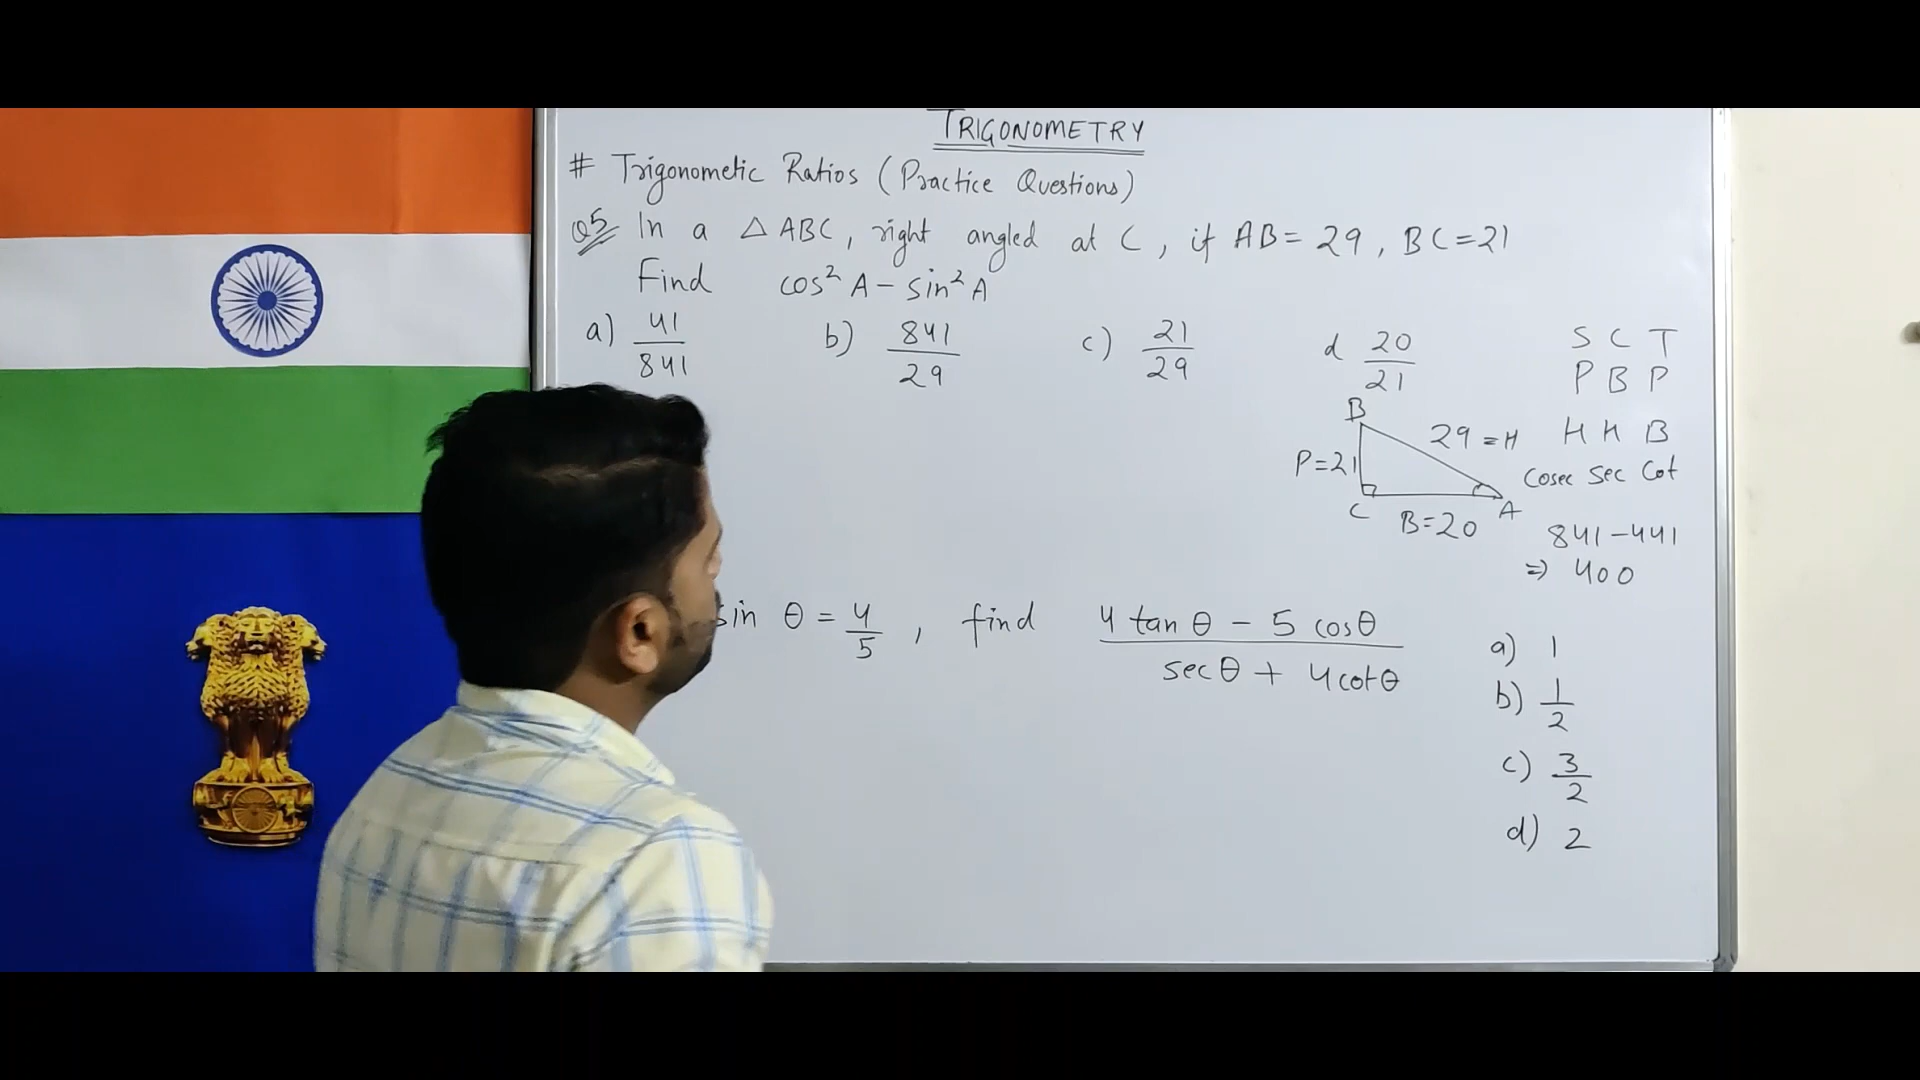 TRIGONOMETRY
# Trigonometic Ratios (Practice Questions)
Q5 In a △ ABC, right angled at C, if AB = 29, BC = 21
Find cos² A - sin² A
a) 41/841 b) 841/29 c) 21/29 d 20/21
S C T
P B P
H H B
Cosec Sec Cot
B
29 = H
P = 21
C
B = 20
A
841 - 441
⇒ 400
sin θ = 4/5, find (4 tan θ - 5 cosθ)/(sec θ + 4 cot θ)
a) 1
b) 1/2
c) 3/2
d) 2